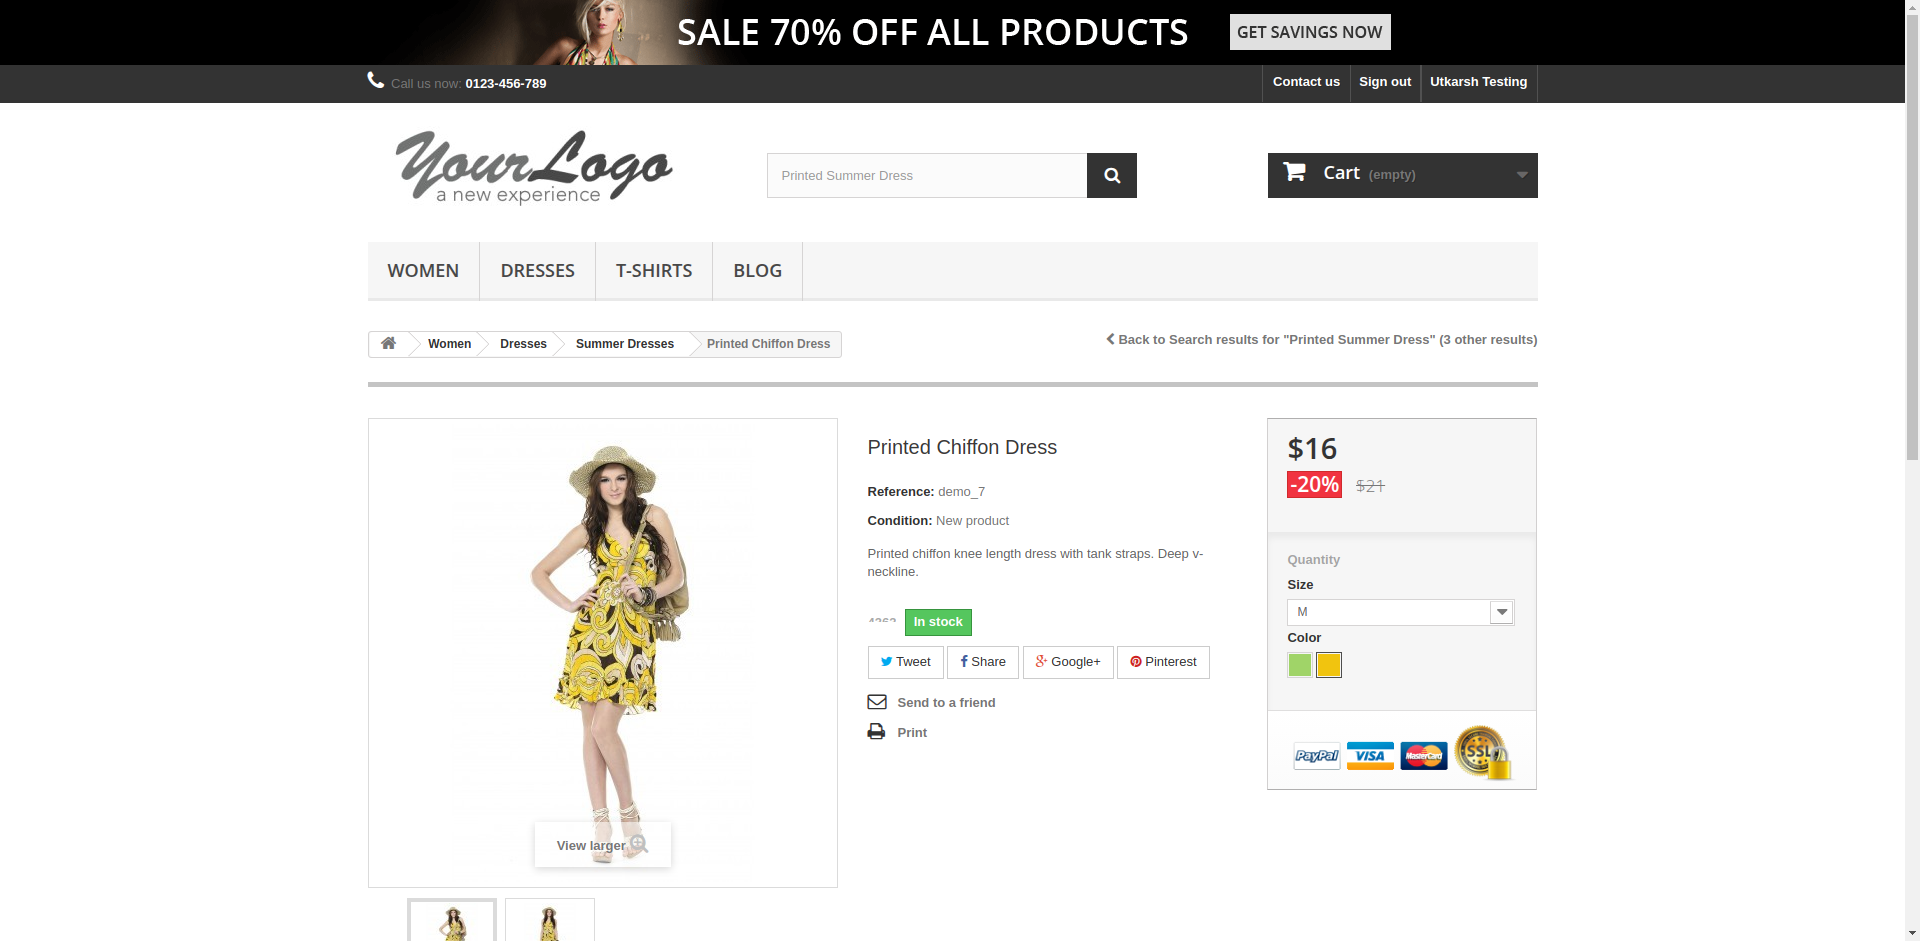 SALE 70% OFF ALL PRODUCTS
GET SAVINGS NOW
Call us now: 0123-456-789
Contact us
Sign out
Utkarsh Testing
YourLogo
a new experience
Printed Summer Dress
Cart (empty)
WOMEN
DRESSES
T-SHIRTS
BLOG
Women
Dresses
Summer Dresses
Printed Chiffon Dress
Back to Search results for "Printed Summer Dress" (3 other results)
View larger
Printed Chiffon Dress
Reference: demo_7
Condition: New product
Printed chiffon knee length dress with tank straps. Deep v-
neckline.
In stock
Tweet
Share
Google+
Pinterest
Send to a friend
Print
$16
-20% $21
Quantity
Size
M
Color
PayPal
VISA
MasterCard
SSL